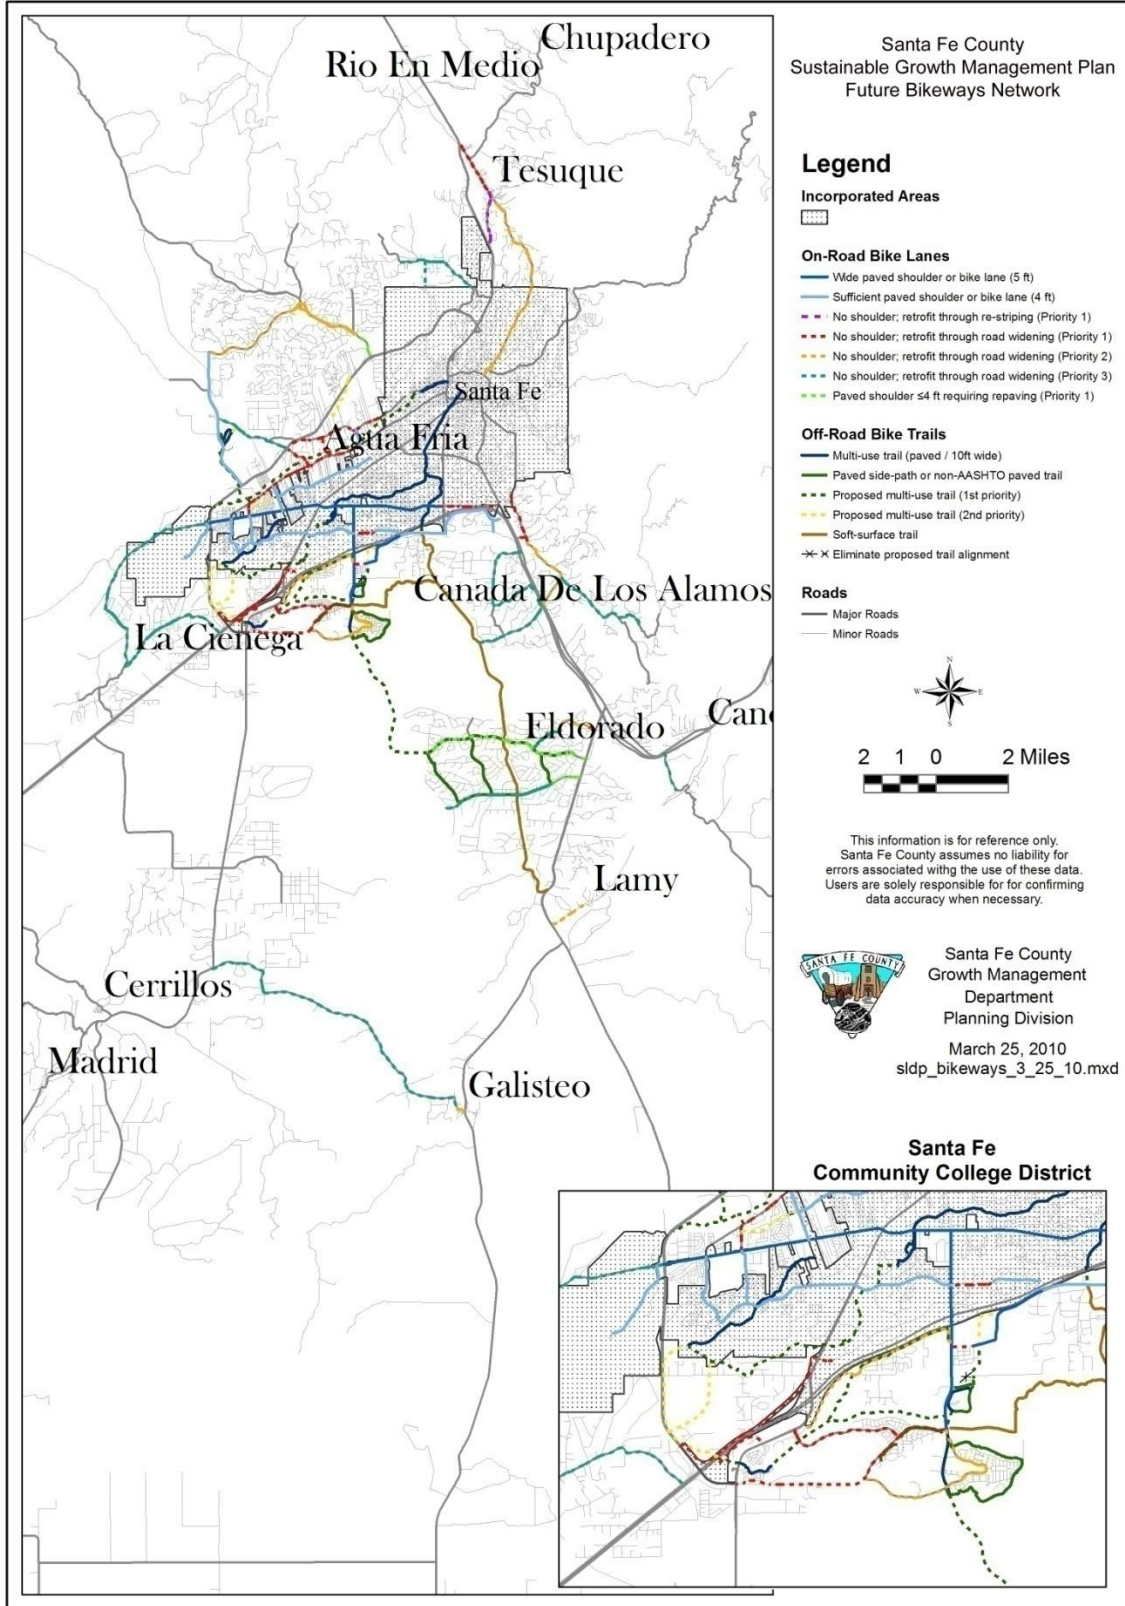 Chupadero
Rio En Medio
Tesuque
Santa Fe
Agua Fria
Canada De Los Alamos
La Cienega
Eldorado
Cano
Lamy
Cerrillos
Madrid
Galisteo
Santa Fe County
Sustainable Growth Management Plan
Future Bikeways Network
Legend
Incorporated Areas
On-Road Bike Lanes
Wide paved shoulder or bike lane (5 ft)
Sufficient paved shoulder or bike lane (4 ft)
No shoulder; retrofit through re-striping (Priority 1)
No shoulder; retrofit through road widening (Priority 1)
No shoulder; retrofit through road widening (Priority 2)
No shoulder; retrofit through road widening (Priority 3)
Paved shoulder ≤4 ft requiring repaving (Priority 1)
Off-Road Bike Trails
Multi-use trail (paved / 10ft wide)
Paved side-path or non-AASHTO paved trail
Proposed multi-use trail (1st priority)
Proposed multi-use trail (2nd priority)
Soft-surface trail
Eliminate proposed trail alignment
Roads
Major Roads
Minor Roads
N
W E
S
2 1 0 2 Miles
This information is for reference only.
Santa Fe County assumes no liability for
errors associated withg the use of these data.
Users are solely responsible for for confirming
data accuracy when necessary.
SANTA FE COUNTY
Santa Fe County
Growth Management
Department
Planning Division
March 25, 2010
sldp_bikeways_3_25_10.mxd
Santa Fe
Community College District